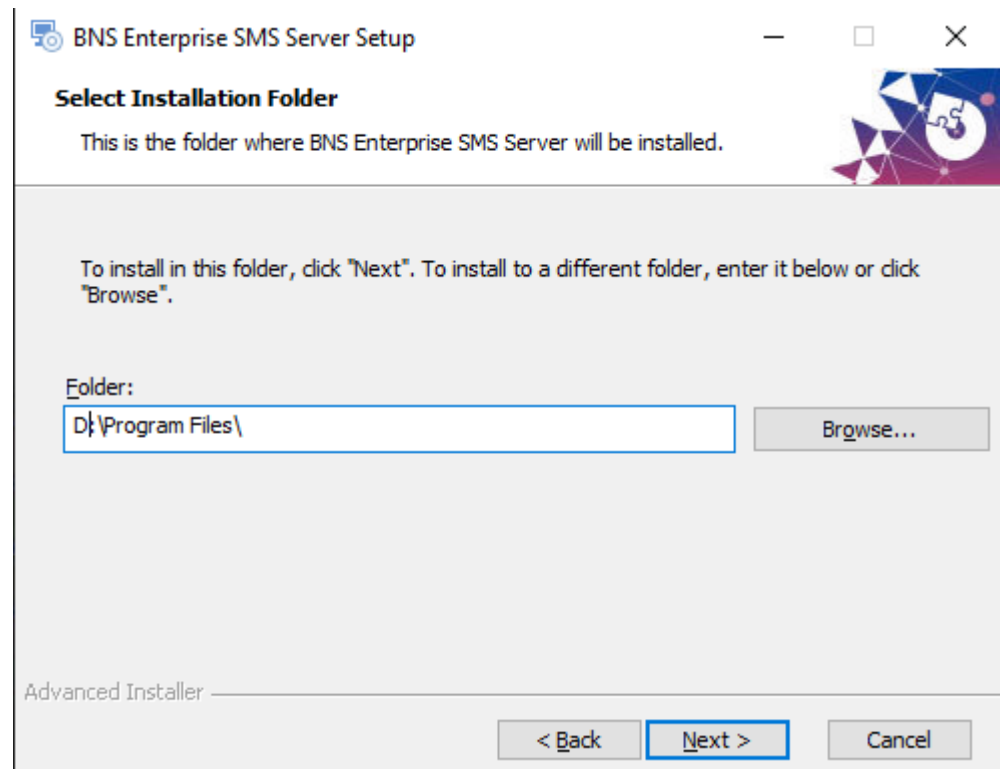 BNS Enterprise SMS Server Setup
Select Installation Folder
This is the folder where BNS Enterprise SMS Server will be installed.
To install in this folder, click "Next". To install to a different folder, enter it below or click
"Browse".
Folder:
D:\Program Files\
Browse...
Advanced Installer
< Back
Next >
Cancel